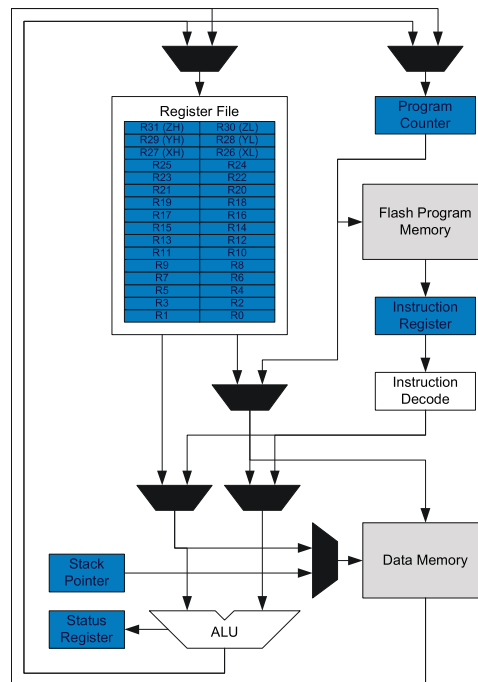 Register File
R31 (ZH) R30 (ZL)
R29 (YH) R28 (YL)
R27 (XH) R26 (XL)
R25 R24
R23 R22
R21 R20
R19 R18
R17 R16
R15 R14
R13 R12
R11 R10
R9 R8
R7 R6
R5 R4
R3 R2
R1 R0
Program
Counter
Flash Program
Memory
Instruction
Register
Instruction
Decode
Stack
Pointer
Data Memory
Status
Register
ALU